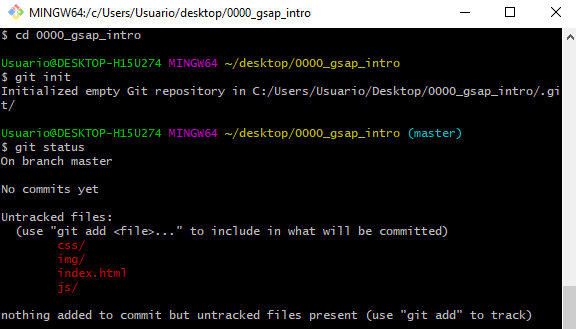 MINGW64:/c/Users/Usuario/desktop/0000_gsap_intro
$ cd 0000_gsap_intro
Usuario@DESKTOP-H15U274 MINGW64 ~/desktop/0000_gsap_intro
$ git init
Initialized empty Git repository in C:/Users/Usuario/Desktop/0000_gsap_intro/.gi
t/
Usuario@DESKTOP-H15U274 MINGW64 ~/desktop/0000_gsap_intro (master)
$ git status
On branch master
No commits yet
Untracked files:
  (use "git add <file>..." to include in what will be committed)
        css/
        img/
        index.html
        js/
nothing added to commit but untracked files present (use "git add" to track)